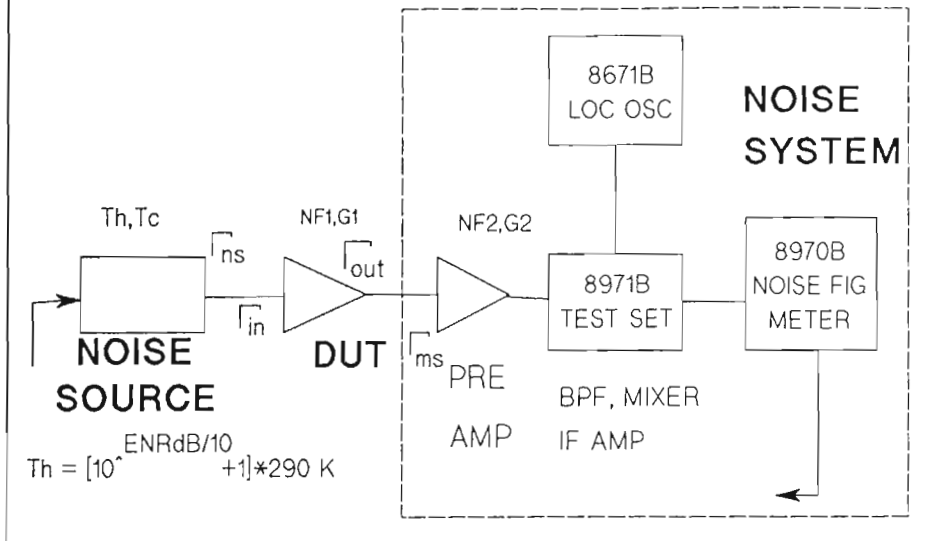 8671B
LOC OSC
NOISE
SYSTEM
Th,Tc
Γns
Γin
NF1,G1
Γout
DUT
NF2,G2
Γms
PRE
AMP
8971B
TEST SET
BPF, MIXER
IF AMP
8970B
NOISE FIG
METER
NOISE
SOURCE
Th = [10^ENRdB/10 +1]*290 K